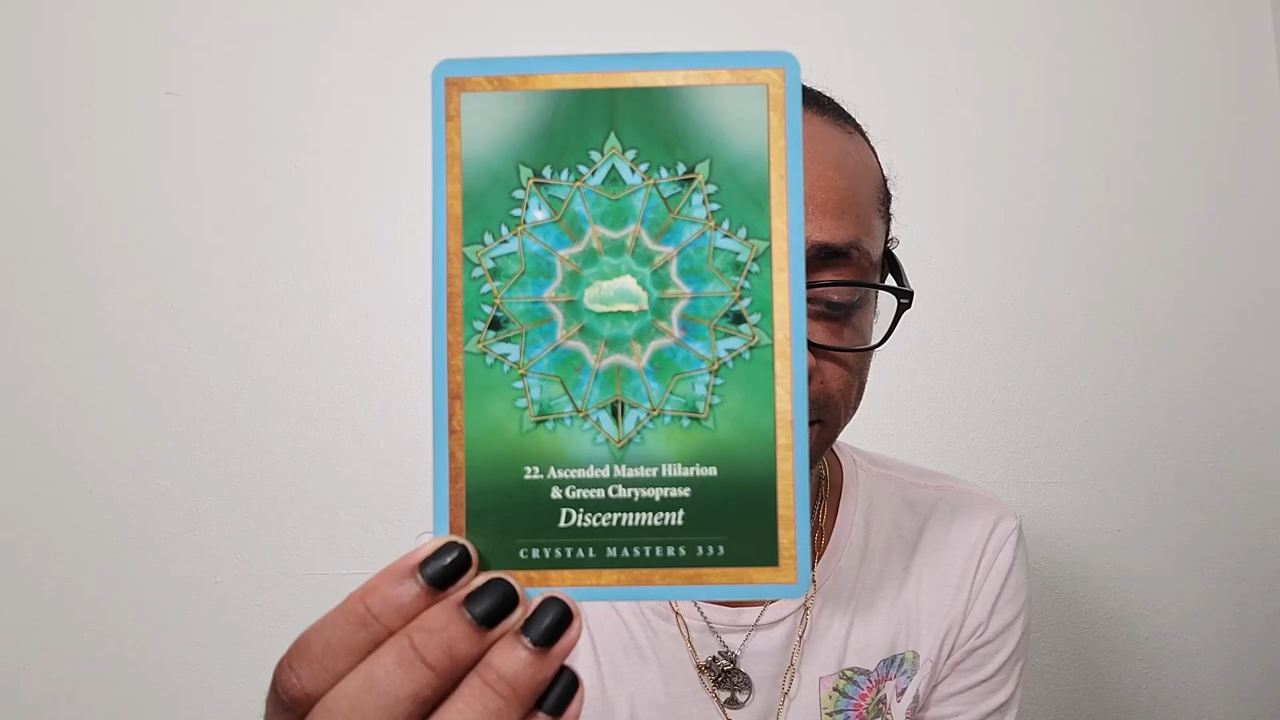 22. Ascended Master Hilarion
& Green Chrysoprase
Discernment
CRYSTAL MASTERS 333